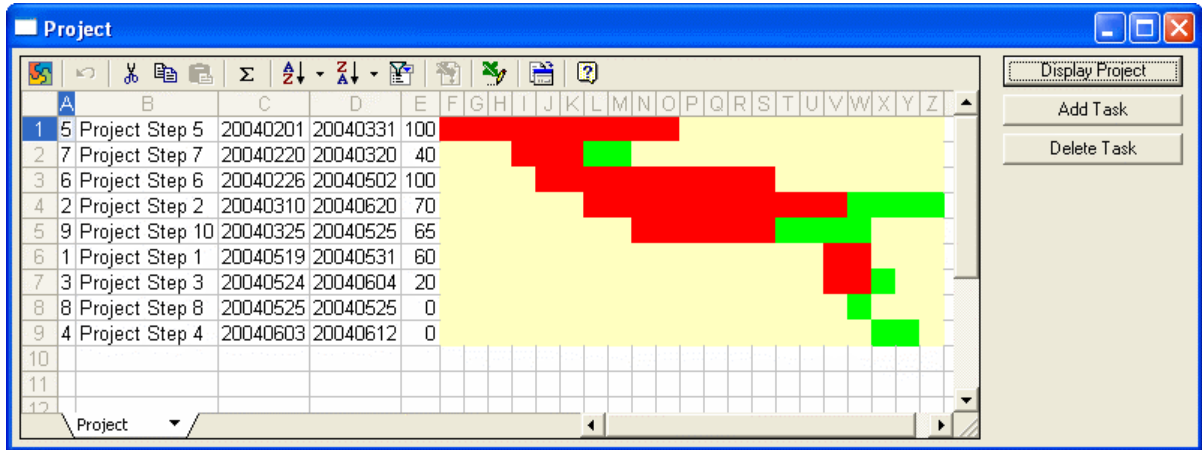 Project
Σ A Z Z A ?
Display Project
Add Task
Delete Task
A B C D E F G H I J K L M N O P Q R S T U V W X Y Z
1 5 Project Step 5 20040201 20040331 100
2 7 Project Step 7 20040220 20040320 40
3 6 Project Step 6 20040226 20040502 100
4 2 Project Step 2 20040310 20040620 70
5 9 Project Step 10 20040325 20040525 65
6 1 Project Step 1 20040519 20040531 60
7 3 Project Step 3 20040524 20040604 20
8 8 Project Step 8 20040525 20040525 0
9 4 Project Step 4 20040603 20040612 0
10
11
12
Project